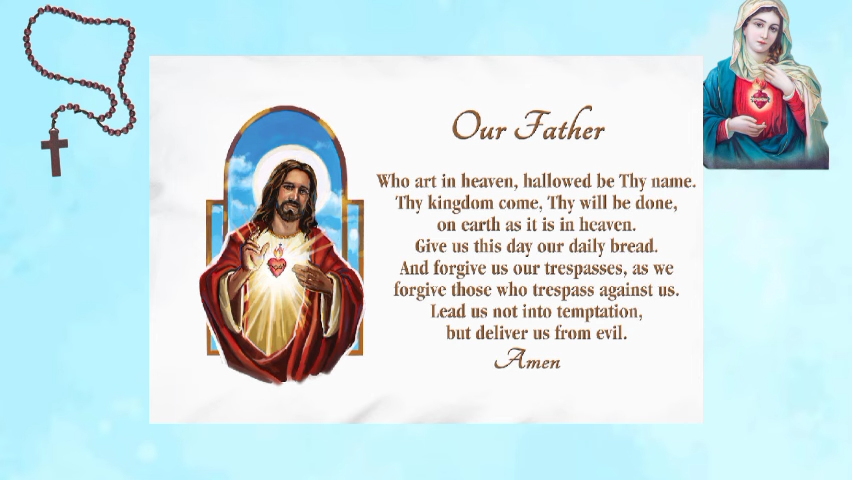 Our Father
Who art in heaven, hallowed be Thy name.
Thy kingdom come, Thy will be done,
on earth as it is in heaven.
Give us this day our daily bread.
And forgive us our trespasses, as we
forgive those who trespass against us.
Lead us not into temptation,
but deliver us from evil.
Amen